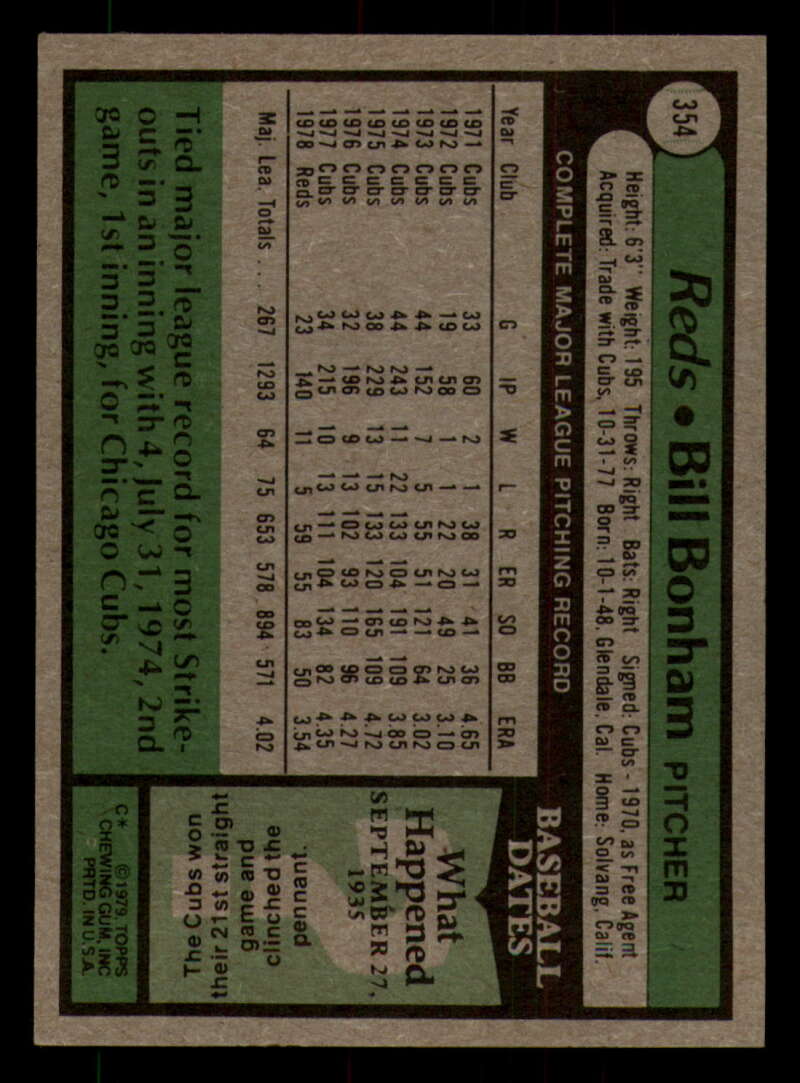 354
Reds • Bill Bonham PITCHER
Height: 6'3" Weight: 195 Throws: Right Bats: Right Signed: Cubs - 1970, as Free Agent
Acquired: Trade with Cubs, 10-31-77 Born: 10-1-48, Glendale, Cal. Home: Solvang, Calif.
COMPLETE MAJOR LEAGUE PITCHING RECORD
Year Club G IP W L R ER SO BB ERA
1971 Cubs 33 60 2 1 38 31 41 36 4.65
1972 Cubs 19 58 1 1 22 20 49 25 3.10
1973 Cubs 44 152 7 5 55 51 121 64 3.02
1974 Cubs 44 243 11 22 133 104 191 109 3.85
1975 Cubs 38 229 13 15 133 120 165 109 4.72
1976 Cubs 32 196 9 13 102 93 110 96 4.27
1977 Cubs 34 215 10 13 111 104 134 82 4.35
1978 Reds 23 140 11 5 59 55 83 50 3.54
Maj. Lea. Totals . . . 267 1293 64 75 653 578 894 571 4.02
Tied major league record for most Strike-
outs in an inning with 4, July 31, 1974, 2nd
game, 1st inning, for Chicago Cubs.
BASEBALL
DATES
What
Happened
SEPTEMBER 27,
1935
The Cubs won
their 21st straight
game and
clinched the
pennant.
C* ©1979 TOPPS
CHEWING GUM, INC
PRTD. IN U.S.A.